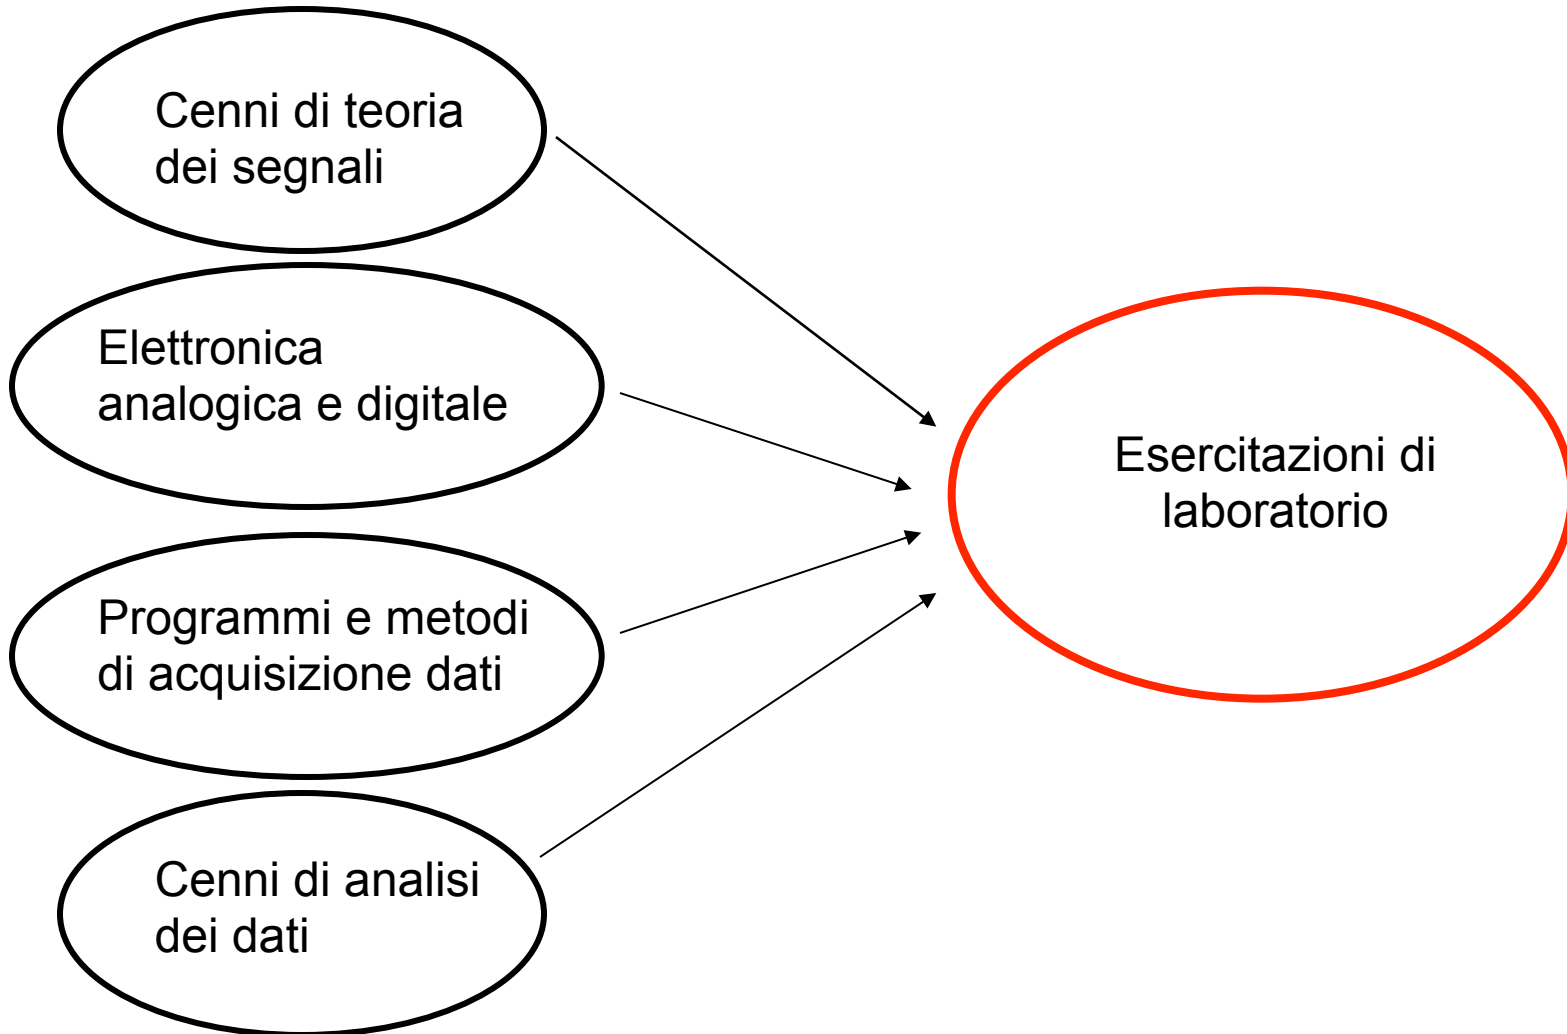 Cenni di teoria
dei segnali
Elettronica
analogica e digitale
Programmi e metodi
di acquisizione dati
Cenni di analisi
dei dati
Esercitazioni di
laboratorio